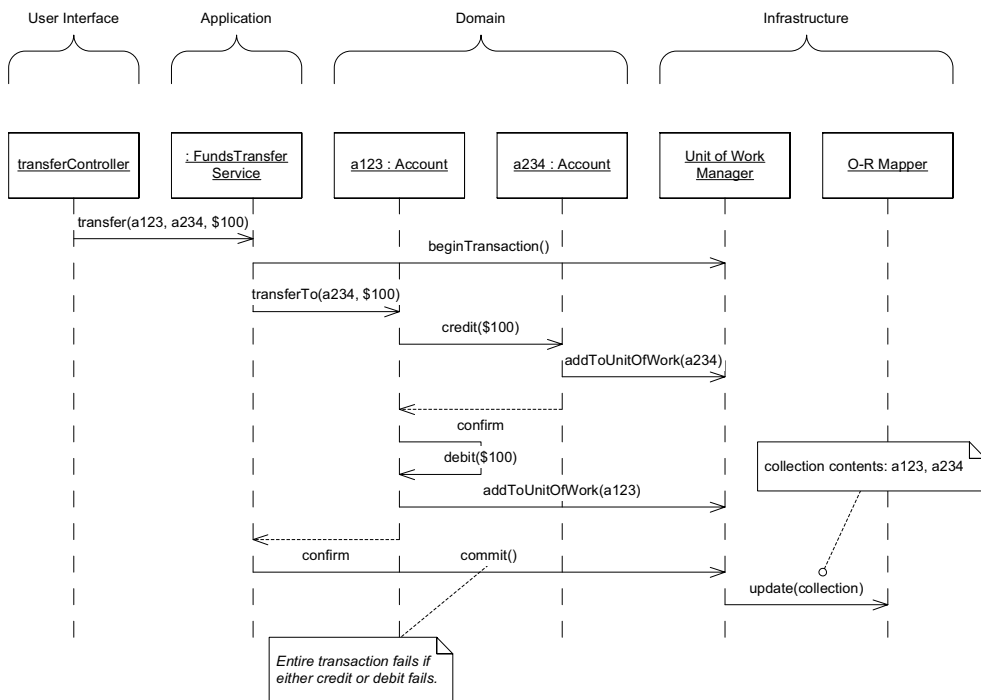 User Interface
Application
Domain
Infrastructure
transferController
: FundsTransfer
Service
a123 : Account
a234 : Account
Unit of Work
Manager
O-R Mapper
transfer(a123, a234, $100)
beginTransaction()
transferTo(a234, $100)
credit($100)
addToUnitOfWork(a234)
confirm
debit($100)
collection contents: a123, a234
addToUnitOfWork(a123)
confirm
commit()
update(collection)
Entire transaction fails if
either credit or debit fails.